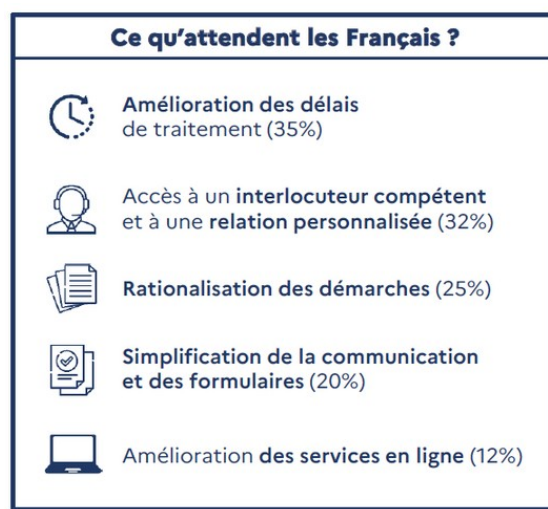 Ce qu'attendent les Français ?
Amélioration des délais
de traitement (35%)
Accès à un interlocuteur compétent
et à une relation personnalisée (32%)
Rationalisation des démarches (25%)
Simplification de la communication
et des formulaires (20%)
Amélioration des services en ligne (12%)